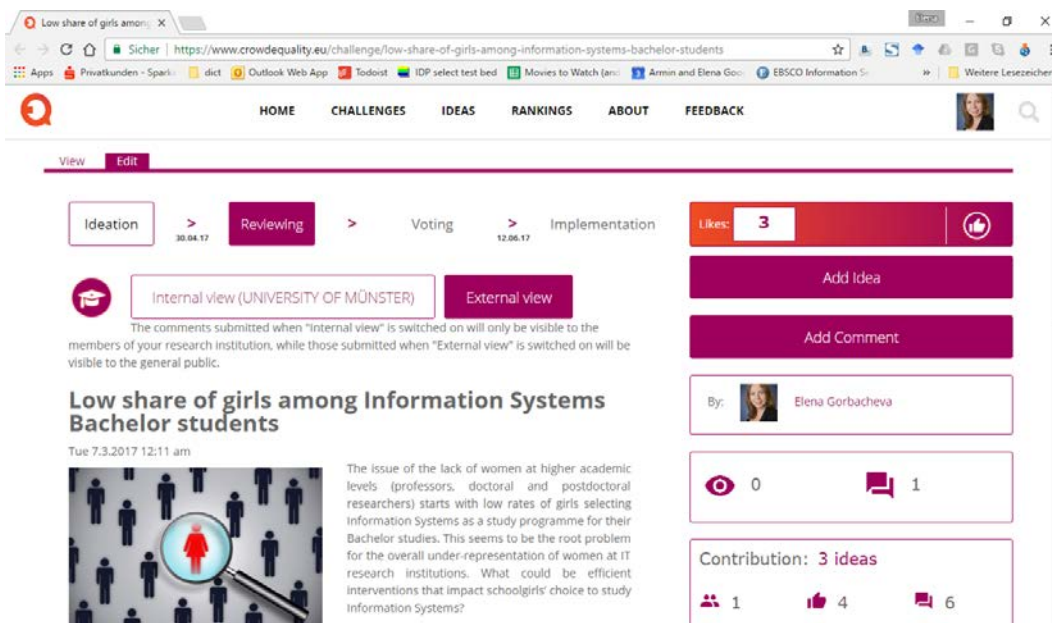 Low share of girls among
Elena
Sicher | https://www.crowdequality.eu/challenge/low-share-of-girls-among-information-systems-bachelor-students
Apps Privatkunden - Spark dict Outlook Web App Todoist IDP select test bed Movies to Watch (and Armin and Elena Goo EBSCO Information Se » Weitere Lesezeichen
HOME CHALLENGES IDEAS RANKINGS ABOUT FEEDBACK
View Edit
Ideation > Reviewing > Voting > Implementation
30.04.17 12.06.17
Likes: 3
Add Idea
Internal view (UNIVERSITY OF MÜNSTER) External view
The comments submitted when "Internal view" is switched on will only be visible to the
members of your research institution, while those submitted when "External view" is switched on will be
visible to the general public.
Add Comment
Low share of girls among Information Systems
Bachelor students
By: Elena Gorbacheva
Tue 7.3.2017 12:11 am
The issue of the lack of women at higher academic
levels (professors, doctoral and postdoctoral
researchers) starts with low rates of girls selecting
Information Systems as a study programme for their
Bachelor studies. This seems to be the root problem
for the overall under-representation of women at IT
research institutions. What could be efficient
interventions that impact schoolgirls' choice to study
Information Systems?
0 1
Contribution: 3 ideas
1 4 6